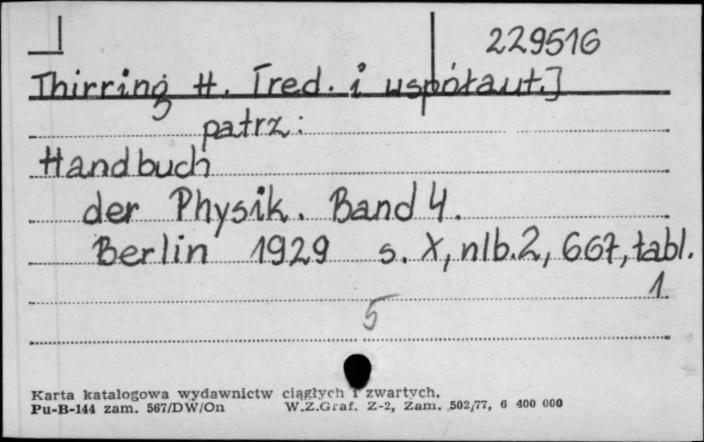 229516
Thirring H. [red. i współaut.]
patrz:
Handbuch
der Physik. Band 4.
Berlin 1929 s. X, nlb. 2, 667, tabl.
1
5
Karta katalogowa wydawnictw ciągłych i zwartych.
Pu-B-144 zam. 567/DW/On W.Z.Graf. Z-2, Zam. 502/77, 6 400 000